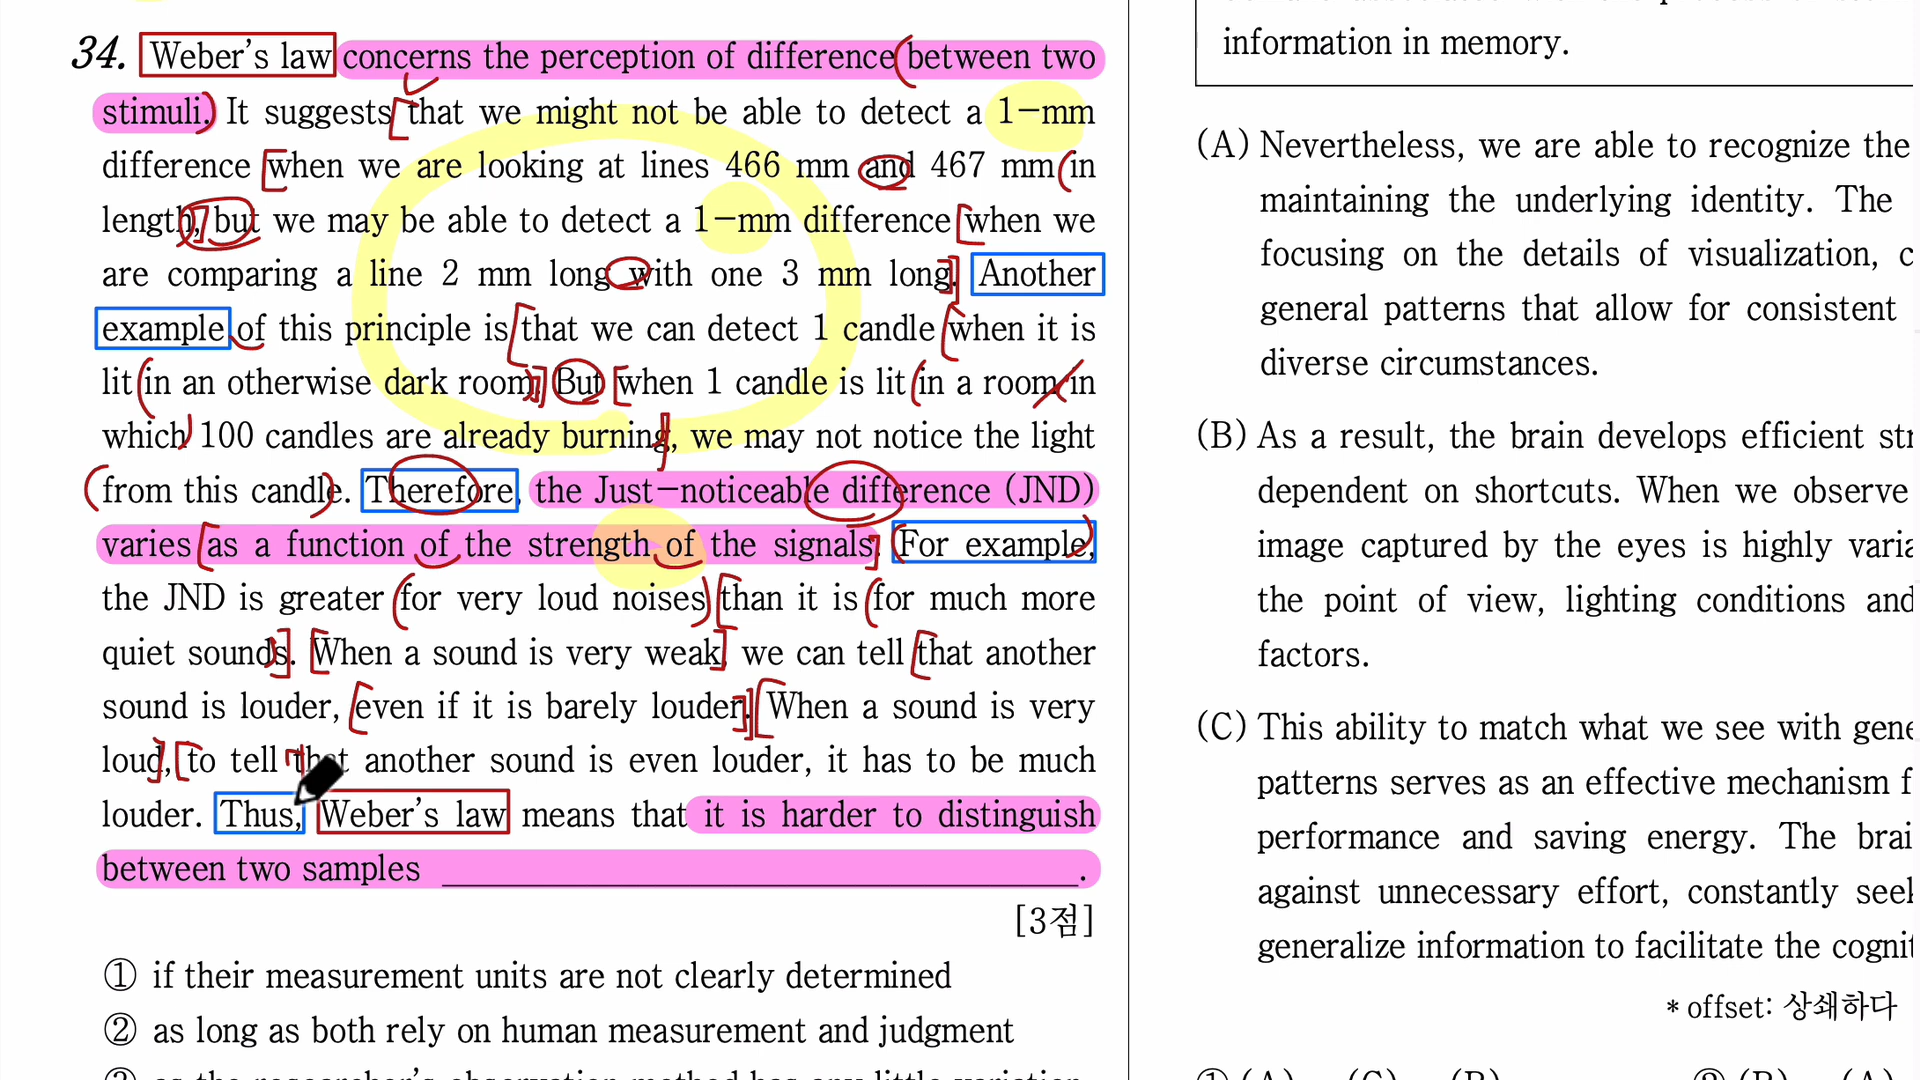 34. Weber's law concerns the perception of difference between two
stimuli. It suggests that we might not be able to detect a 1-mm
difference when we are looking at lines 466 mm and 467 mm in
length, but we may be able to detect a 1-mm difference when we
are comparing a line 2 mm long with one 3 mm long. Another
example of this principle is that we can detect 1 candle when it is
lit in an otherwise dark room. But when 1 candle is lit in a room in
which 100 candles are already burning, we may not notice the light
from this candle. Therefore, the Just-noticeable difference (JND)
varies as a function of the strength of the signals. For example,
the JND is greater for very loud noises than it is for much more
quiet sounds. When a sound is very weak, we can tell that another
sound is louder, even if it is barely louder. When a sound is very
loud, to tell that another sound is even louder, it has to be much
louder. Thus, Weber's law means that it is harder to distinguish
between two samples ______.
[3점]
① if their measurement units are not clearly determined
② as long as both rely on human measurement and judgment
information in memory.
(A) Nevertheless, we are able to recognize the
maintaining the underlying identity. The
focusing on the details of visualization,
general patterns that allow for consistent
diverse circumstances.
(B) As a result, the brain develops efficient
dependent on shortcuts. When we observe
image captured by the eyes is highly
the point of view, lighting conditions and
factors.
(C) This ability to match what we see with
patterns serves as an effective mechanism
performance and saving energy. The
against unnecessary effort, constantly
generalize information to facilitate the
* offset: 상쇄하다